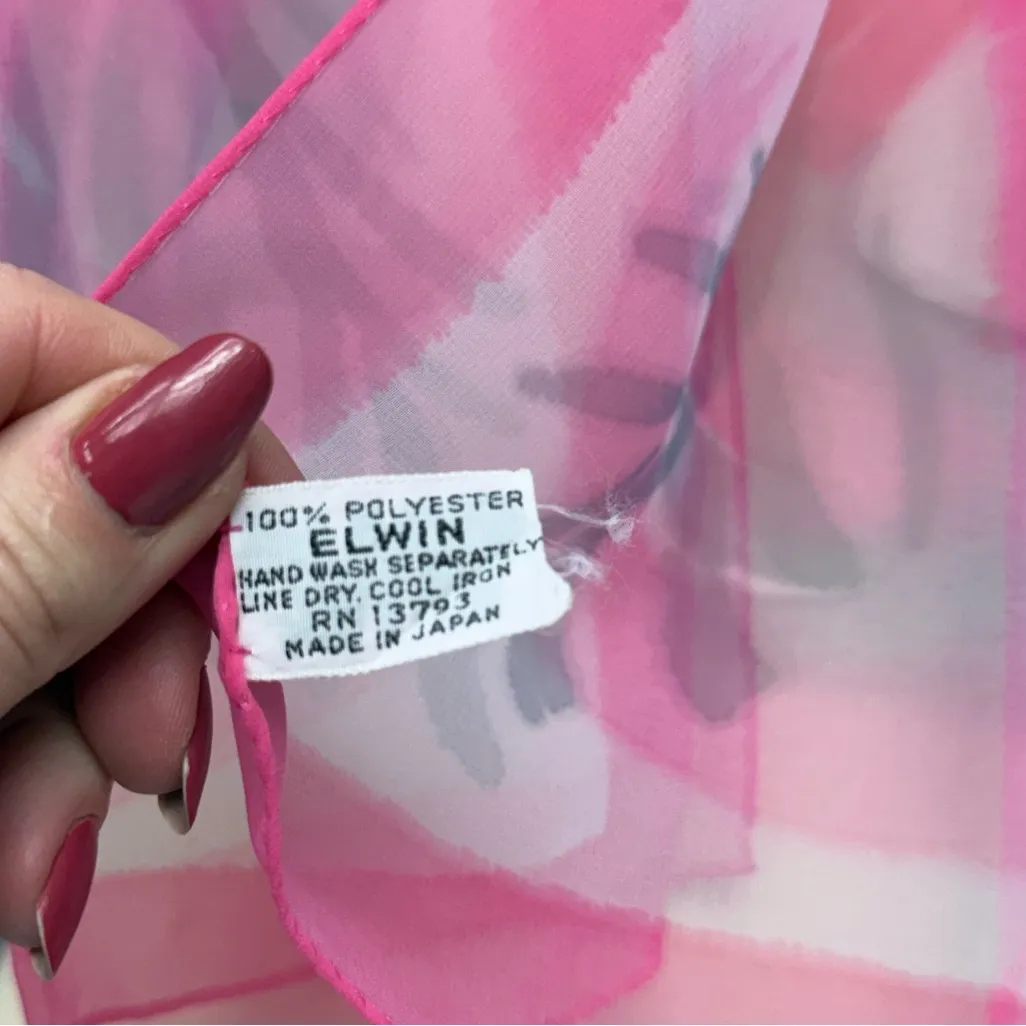 100% POLYESTER
ELWIN
HAND WASH SEPARATELY
LINE DRY. COOL IRON
RN 13793
MADE IN JAPAN